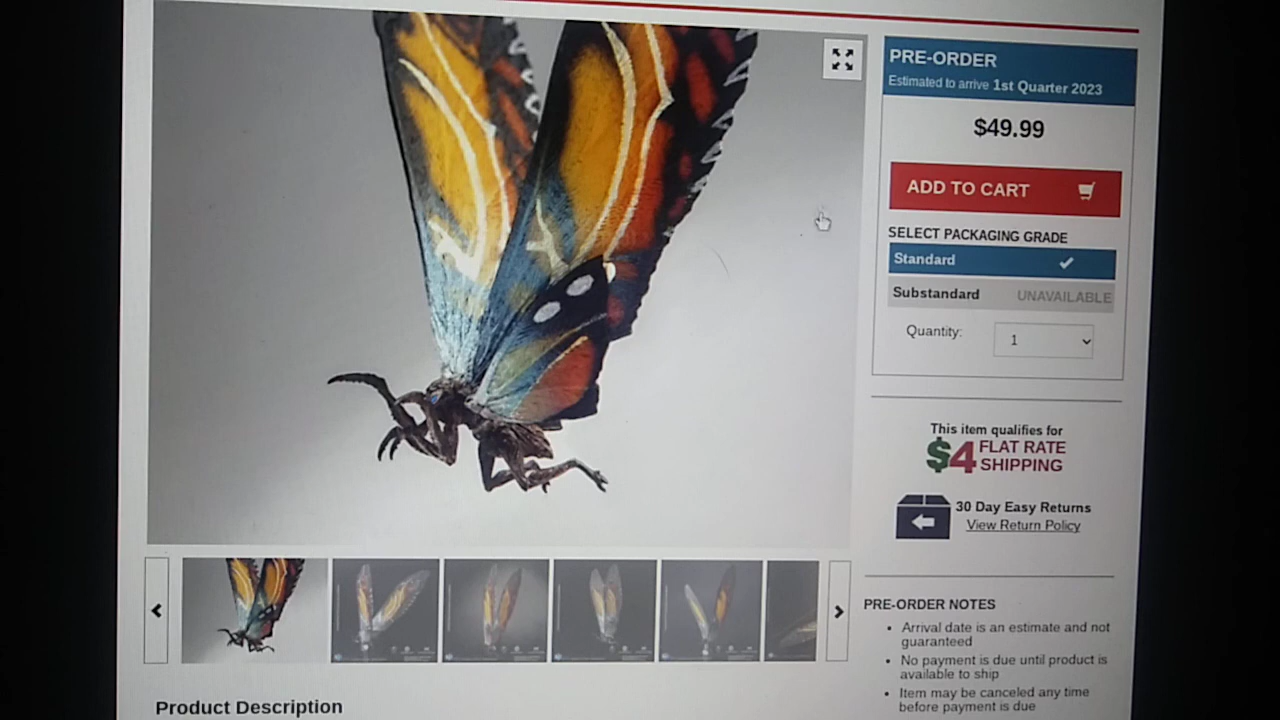 PRE-ORDER
Estimated to arrive 1st Quarter 2023
$49.99
ADD TO CART
SELECT PACKAGING GRADE
Standard
Substandard UNAVAILABLE
Quantity: 1
This item qualifies for
$4 FLAT RATE
SHIPPING
30 Day Easy Returns
View Return Policy
PRE-ORDER NOTES
• Arrival date is an estimate and not
guaranteed
• No payment is due until product is
available to ship
• Item may be canceled any time
before payment is due
Product Description